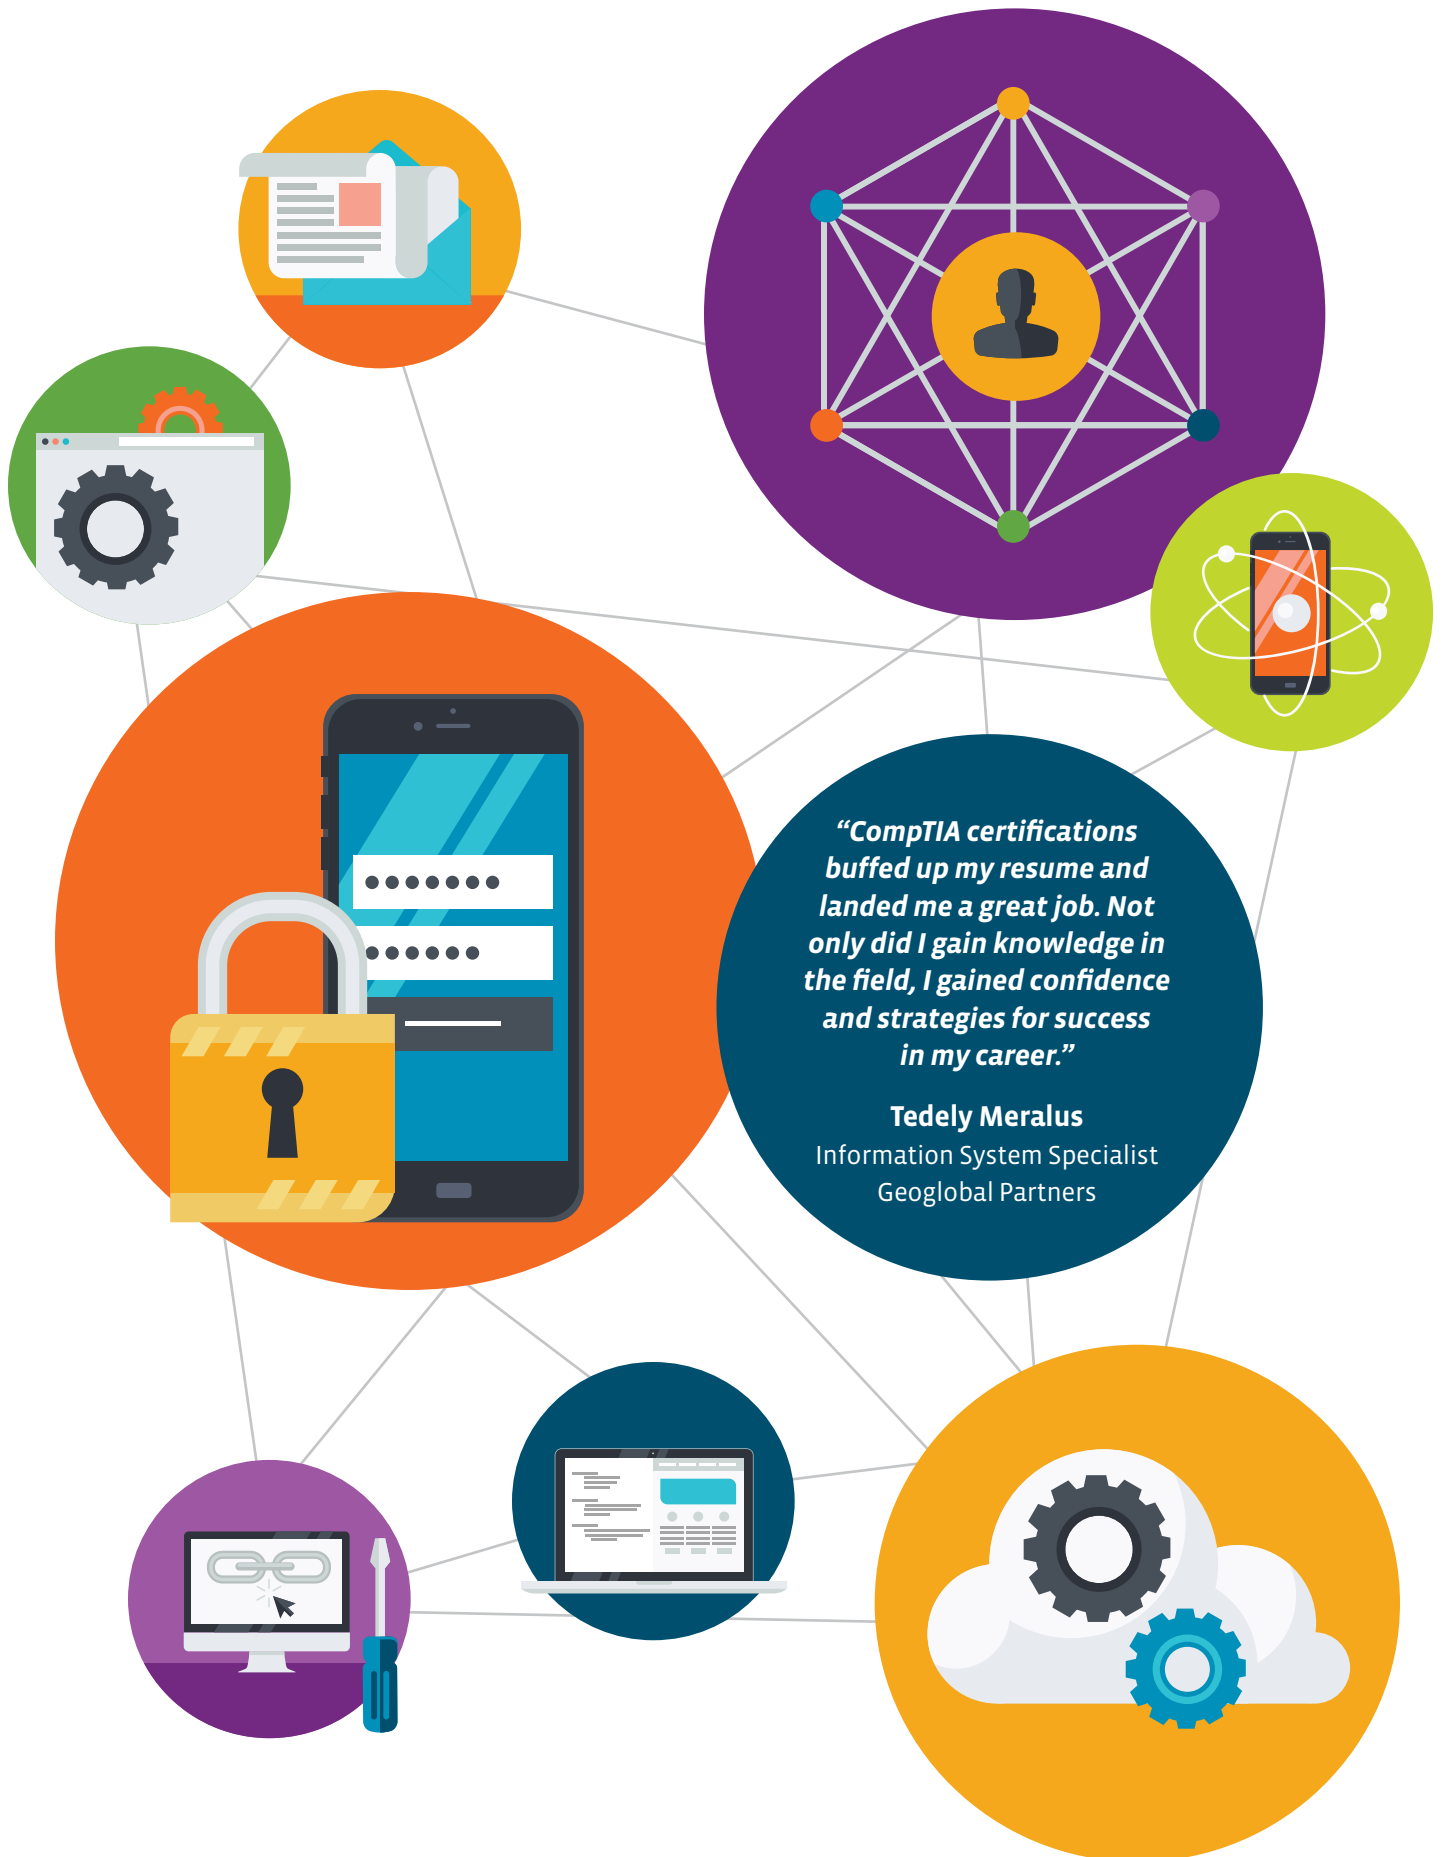 “CompTIA certifications
buffed up my resume and
landed me a great job. Not
only did I gain knowledge in
the field, I gained confidence
and strategies for success
in my career.”
Tedely Meralus
Information System Specialist
Geoglobal Partners